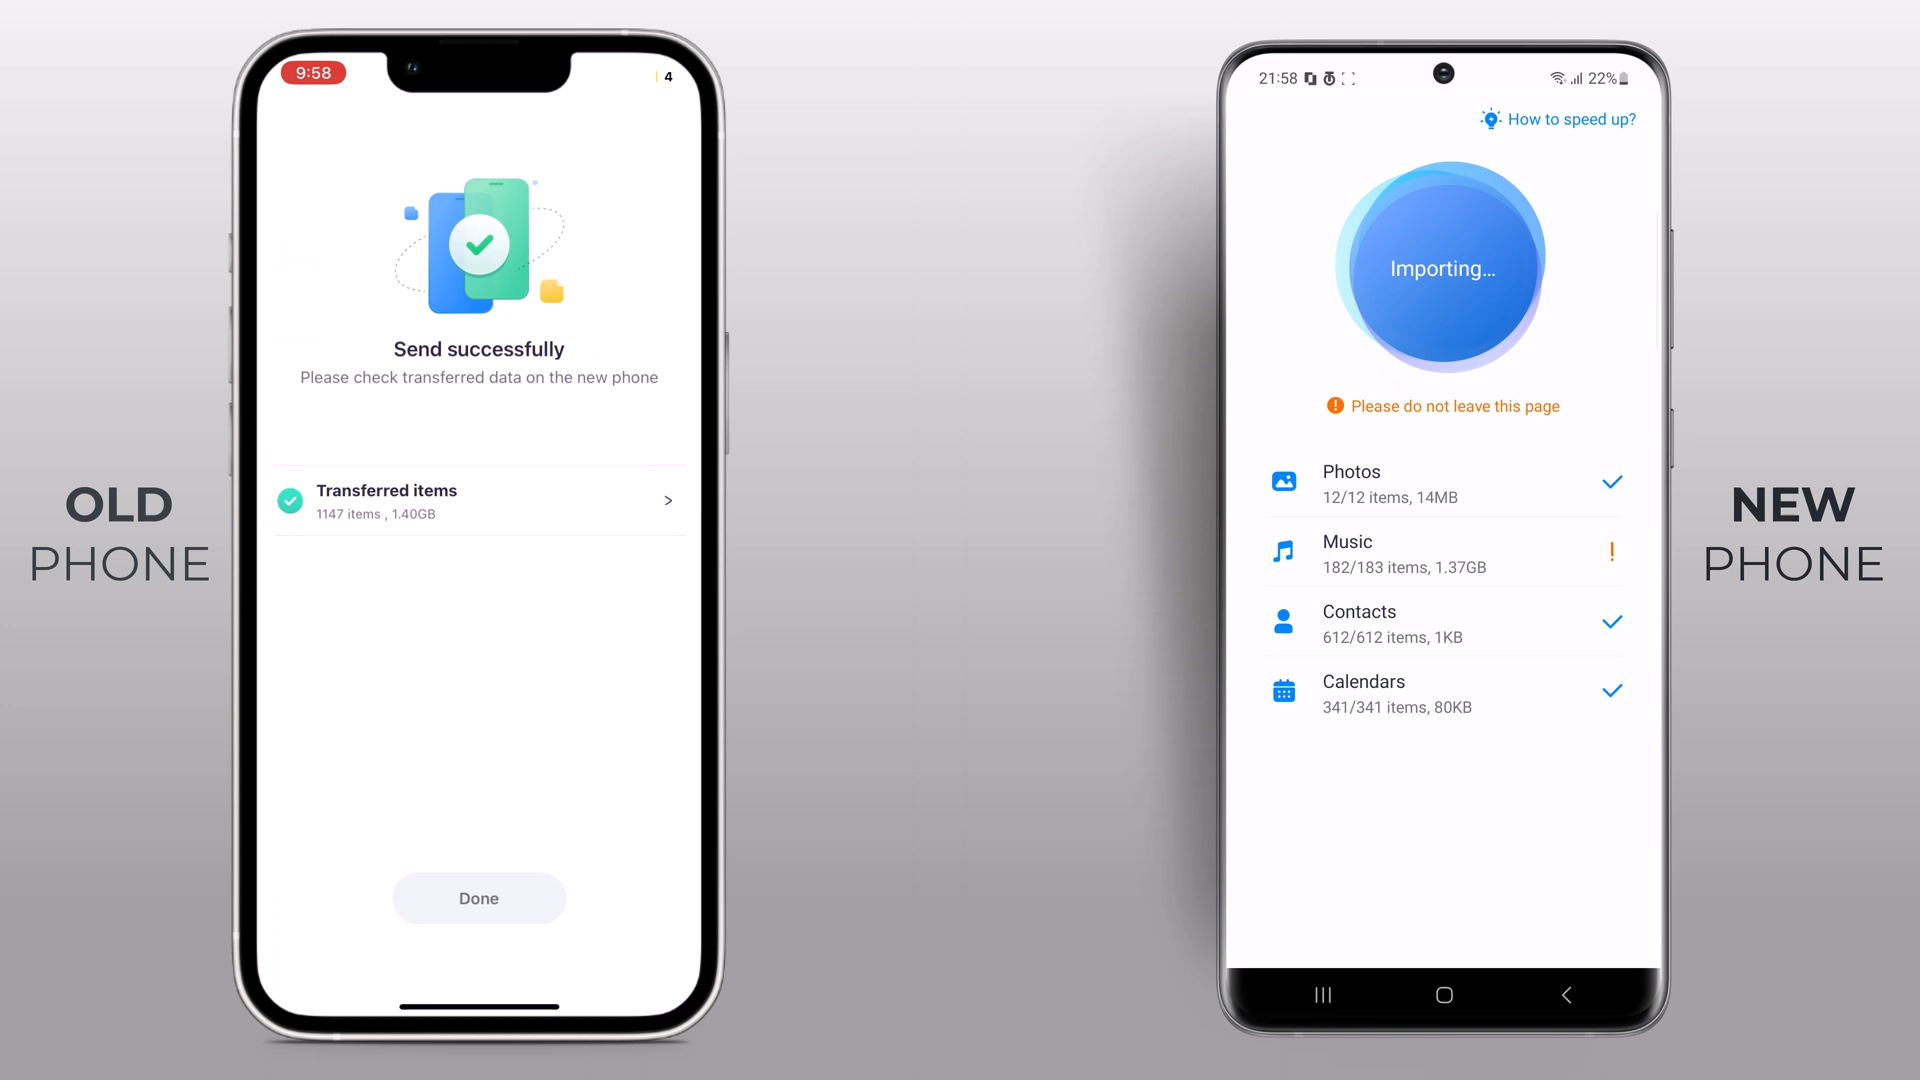 OLD
PHONE
9:58
4
Send successfully
Please check transferred data on the new phone
Transferred items
1147 items , 1.40GB
Done
21:58
22%
How to speed up?
Importing...
Please do not leave this page
Photos
12/12 items, 14MB
Music
182/183 items, 1.37GB
Contacts
612/612 items, 1KB
Calendars
341/341 items, 80KB
NEW
PHONE